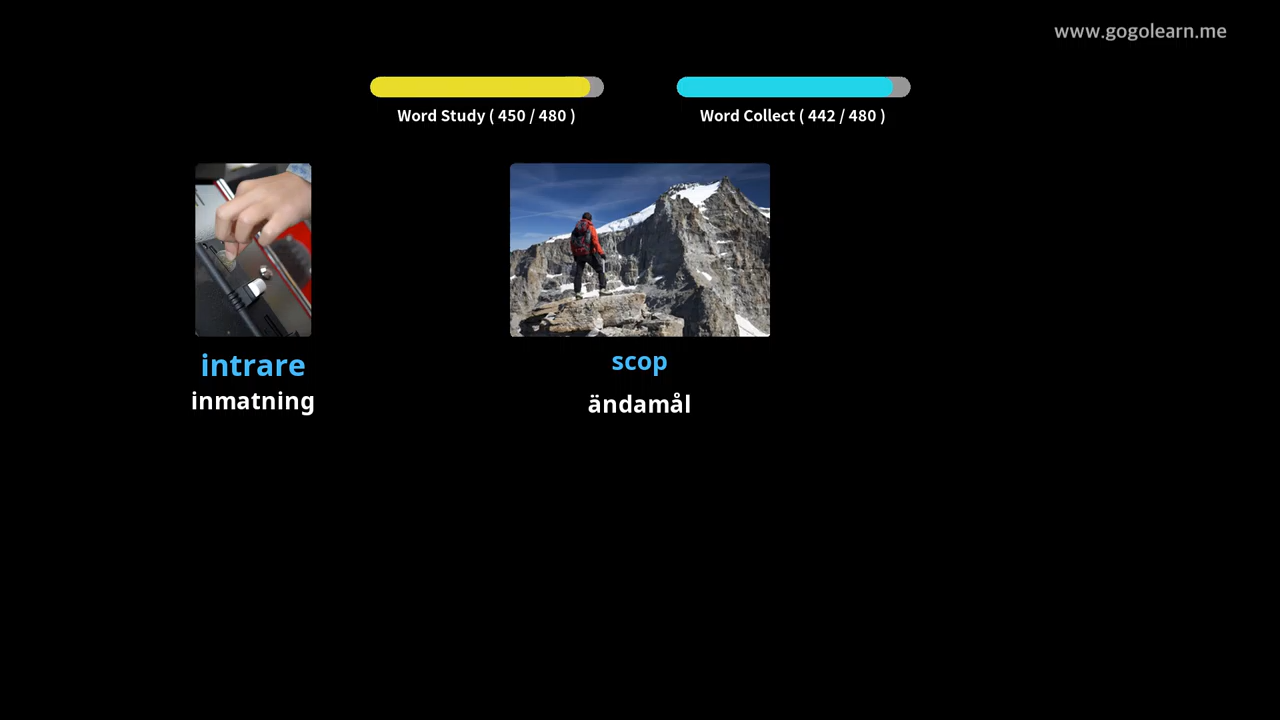 www.gogolearn.me
Word Study ( 450 / 480 )
Word Collect ( 442 / 480 )
intrare
inmatning
scop
ändamål